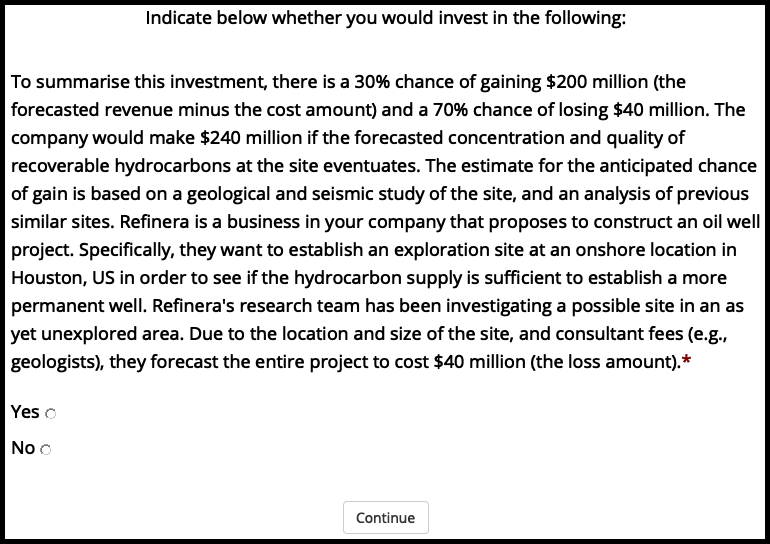 Indicate below whether you would invest in the following:
To summarise this investment, there is a 30% chance of gaining $200 million (the
forecasted revenue minus the cost amount) and a 70% chance of losing $40 million. The
company would make $240 million if the forecasted concentration and quality of
recoverable hydrocarbons at the site eventuates. The estimate for the anticipated chance
of gain is based on a geological and seismic study of the site, and an analysis of previous
similar sites. Refinera is a business in your company that proposes to construct an oil well
project. Specifically, they want to establish an exploration site at an onshore location in
Houston, US in order to see if the hydrocarbon supply is sufficient to establish a more
permanent well. Refinera's research team has been investigating a possible site in an as
yet unexplored area. Due to the location and size of the site, and consultant fees (e.g.,
geologists), they forecast the entire project to cost $40 million (the loss amount).*
Yes
No
Continue